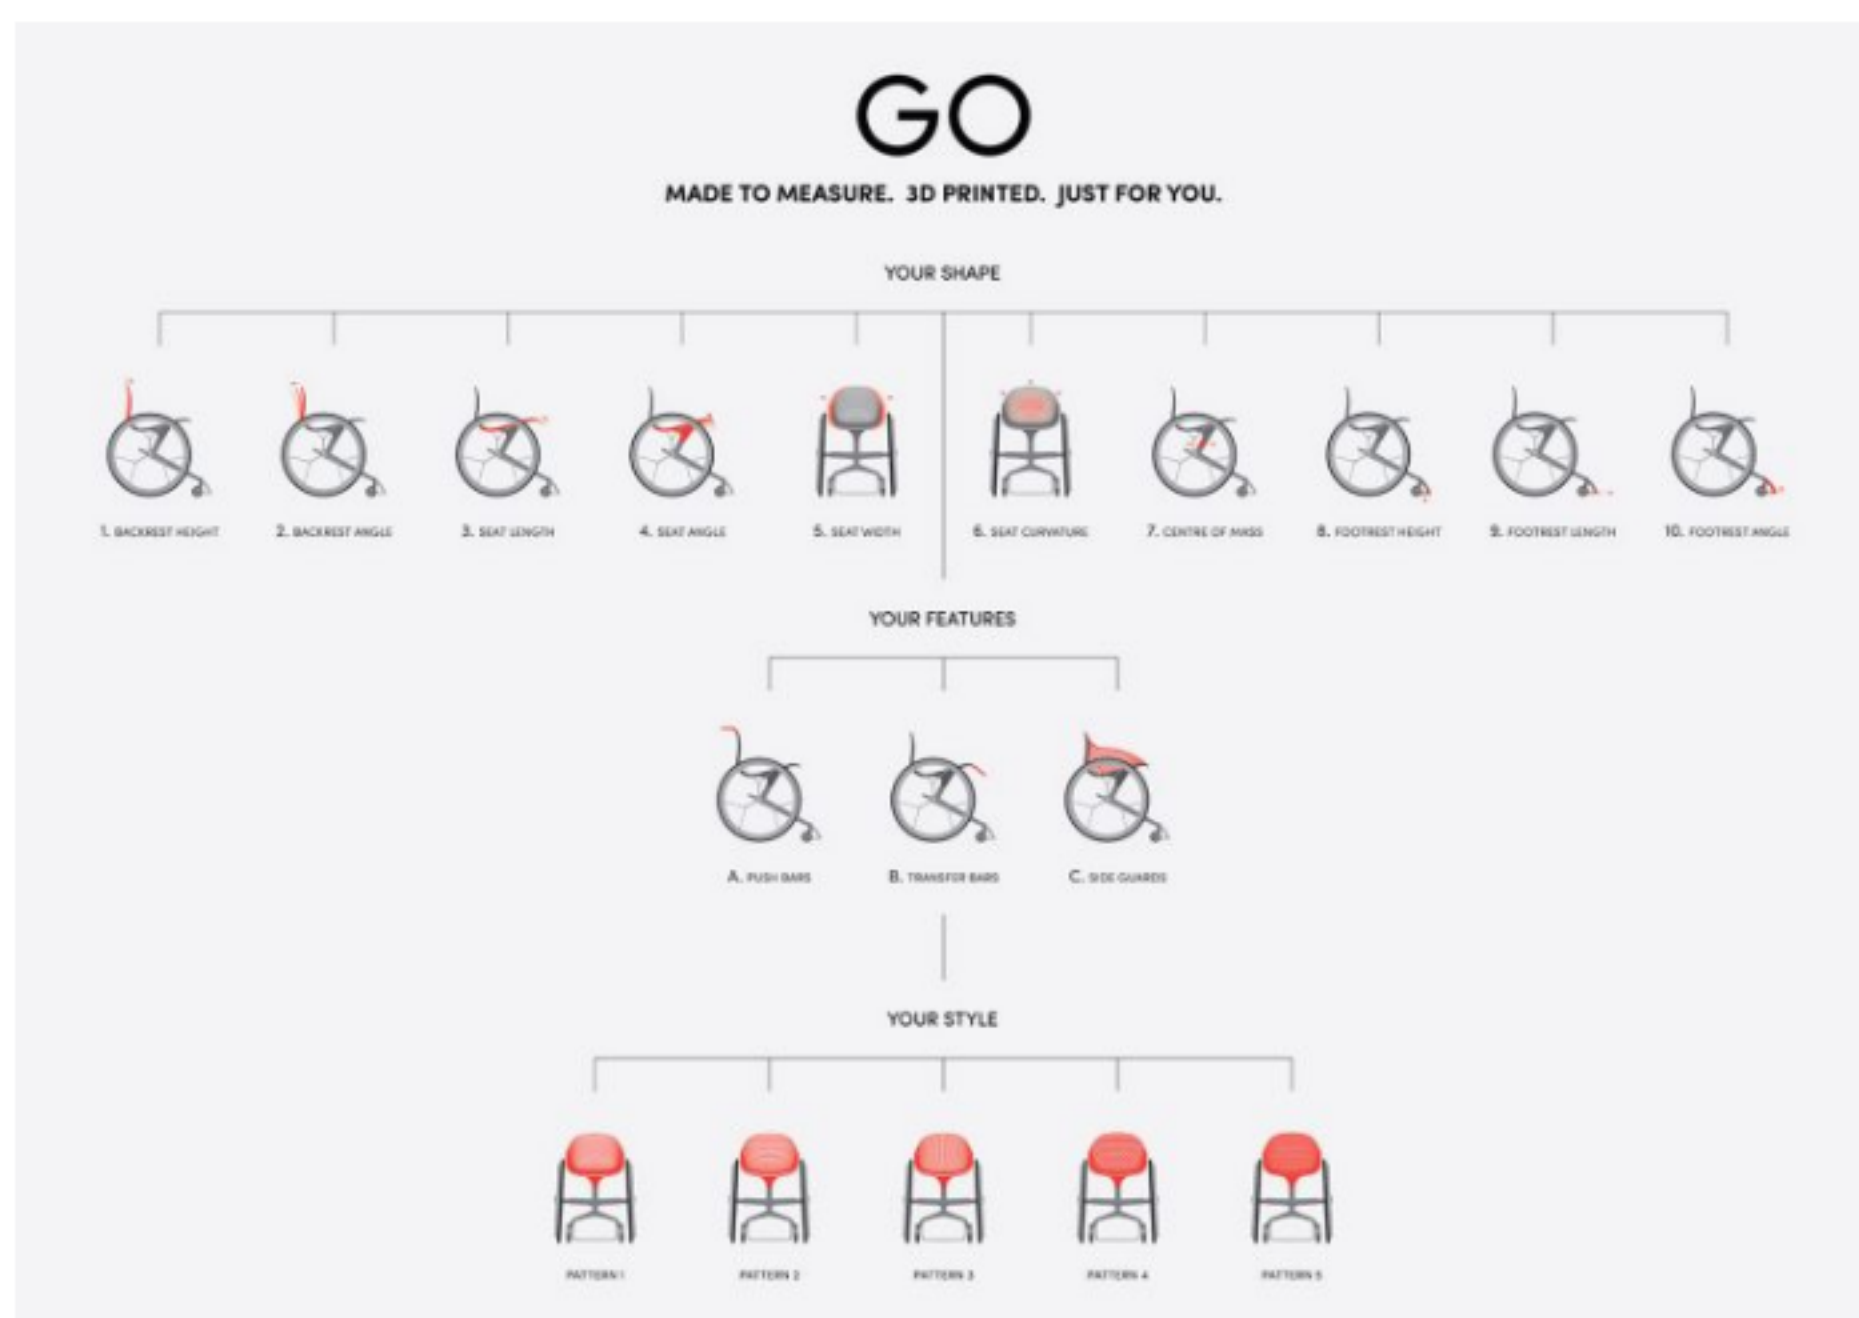 GO
MADE TO MEASURE. 3D PRINTED. JUST FOR YOU.
YOUR SHAPE
1. BACKREST HEIGHT
2. BACKREST ANGLE
3. SEAT LENGTH
4. SEAT ANGLE
5. SEAT WIDTH
6. SEAT CURVATURE
7. CENTRE OF MASS
8. FOOTREST HEIGHT
9. FOOTREST LENGTH
10. FOOTREST ANGLE
YOUR FEATURES
A. PUSH BARS
B. TRANSFER BARS
C. SIDE GUARDS
YOUR STYLE
PATTERN 1
PATTERN 2
PATTERN 3
PATTERN 4
PATTERN 5